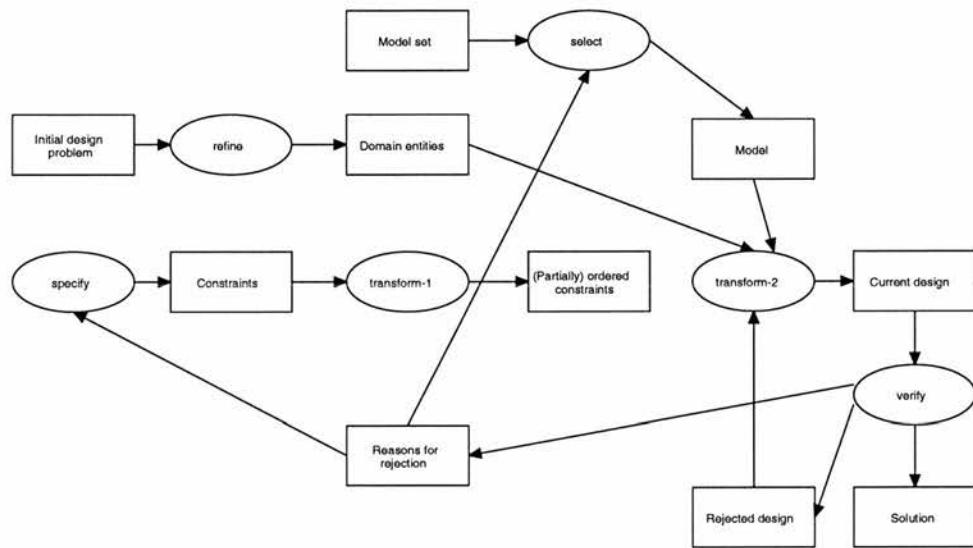 Model set
select
Initial design
problem
refine
Domain entities
Model
specify
Constraints
transform-1
(Partially) ordered
constraints
transform-2
Current design
verify
Reasons for
rejection
Rejected design
Solution